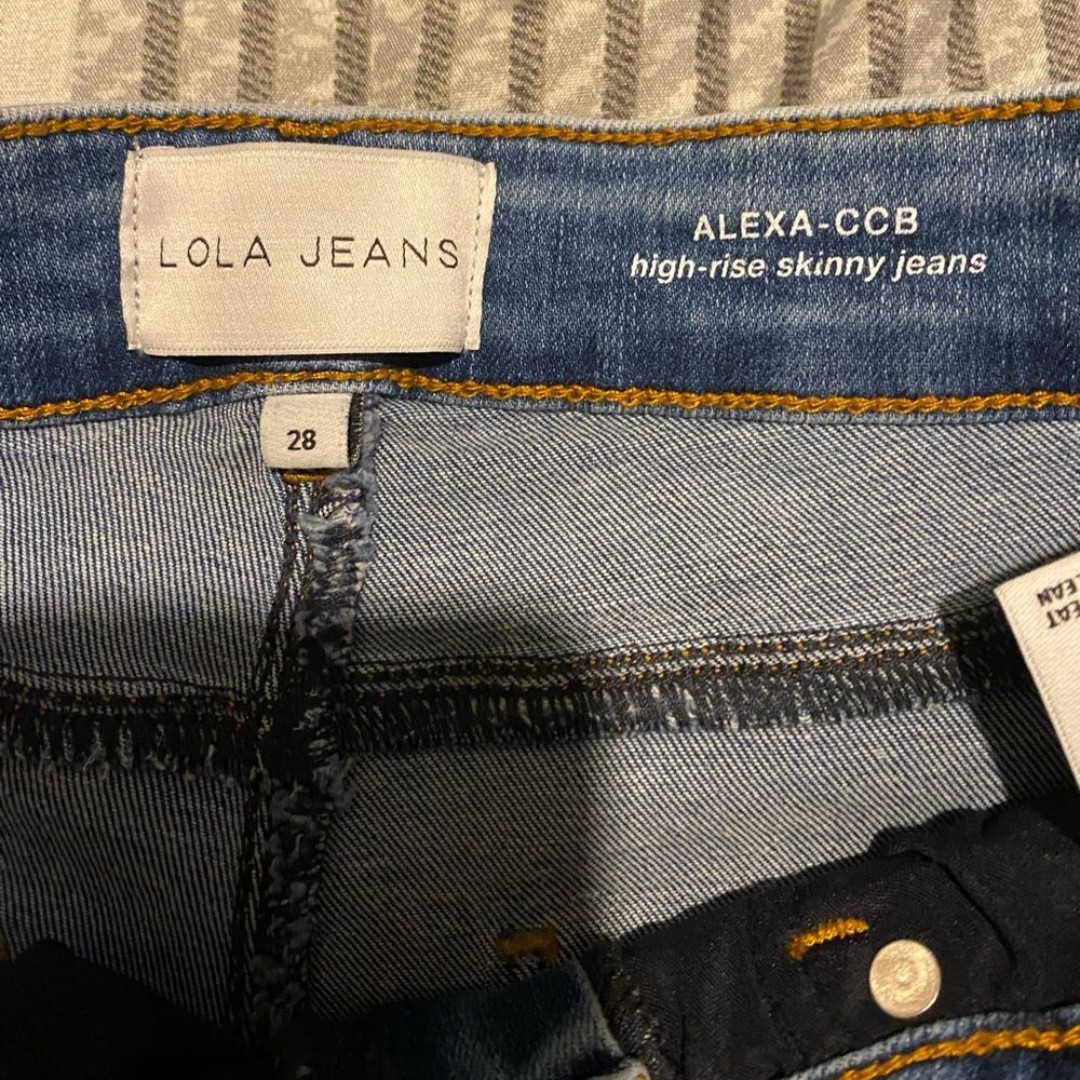 LOLA JEANS
ALEXA-CCB
high-rise skinny jeans
28